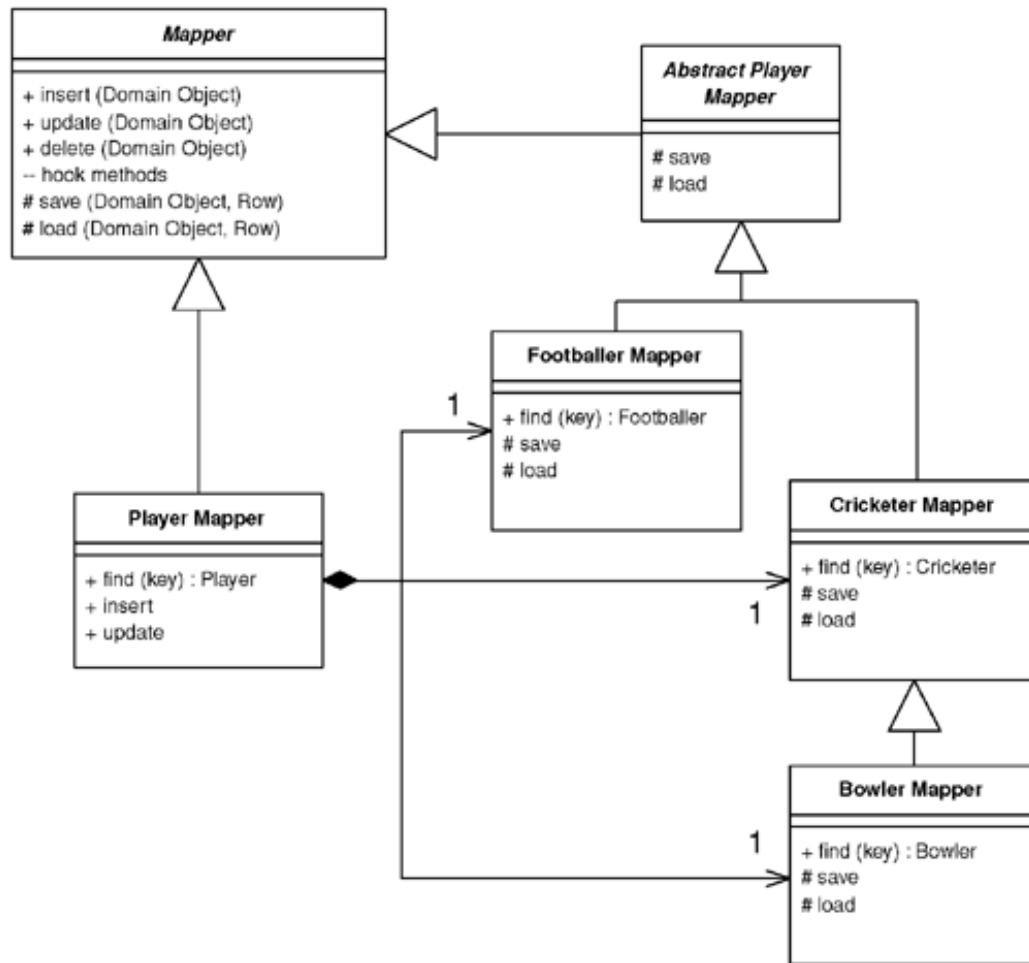 Mapper
+ insert (Domain Object)
+ update (Domain Object)
+ delete (Domain Object)
-- hook methods
# save (Domain Object, Row)
# load (Domain Object, Row)
Abstract Player
Mapper
# save
# load
Footballer Mapper
+ find (key) : Footballer
# save
# load
1
Player Mapper
+ find (key) : Player
+ insert
+ update
Cricketer Mapper
+ find (key) : Cricketer
# save
# load
1
Bowler Mapper
+ find (key) : Bowler
# save
# load
1